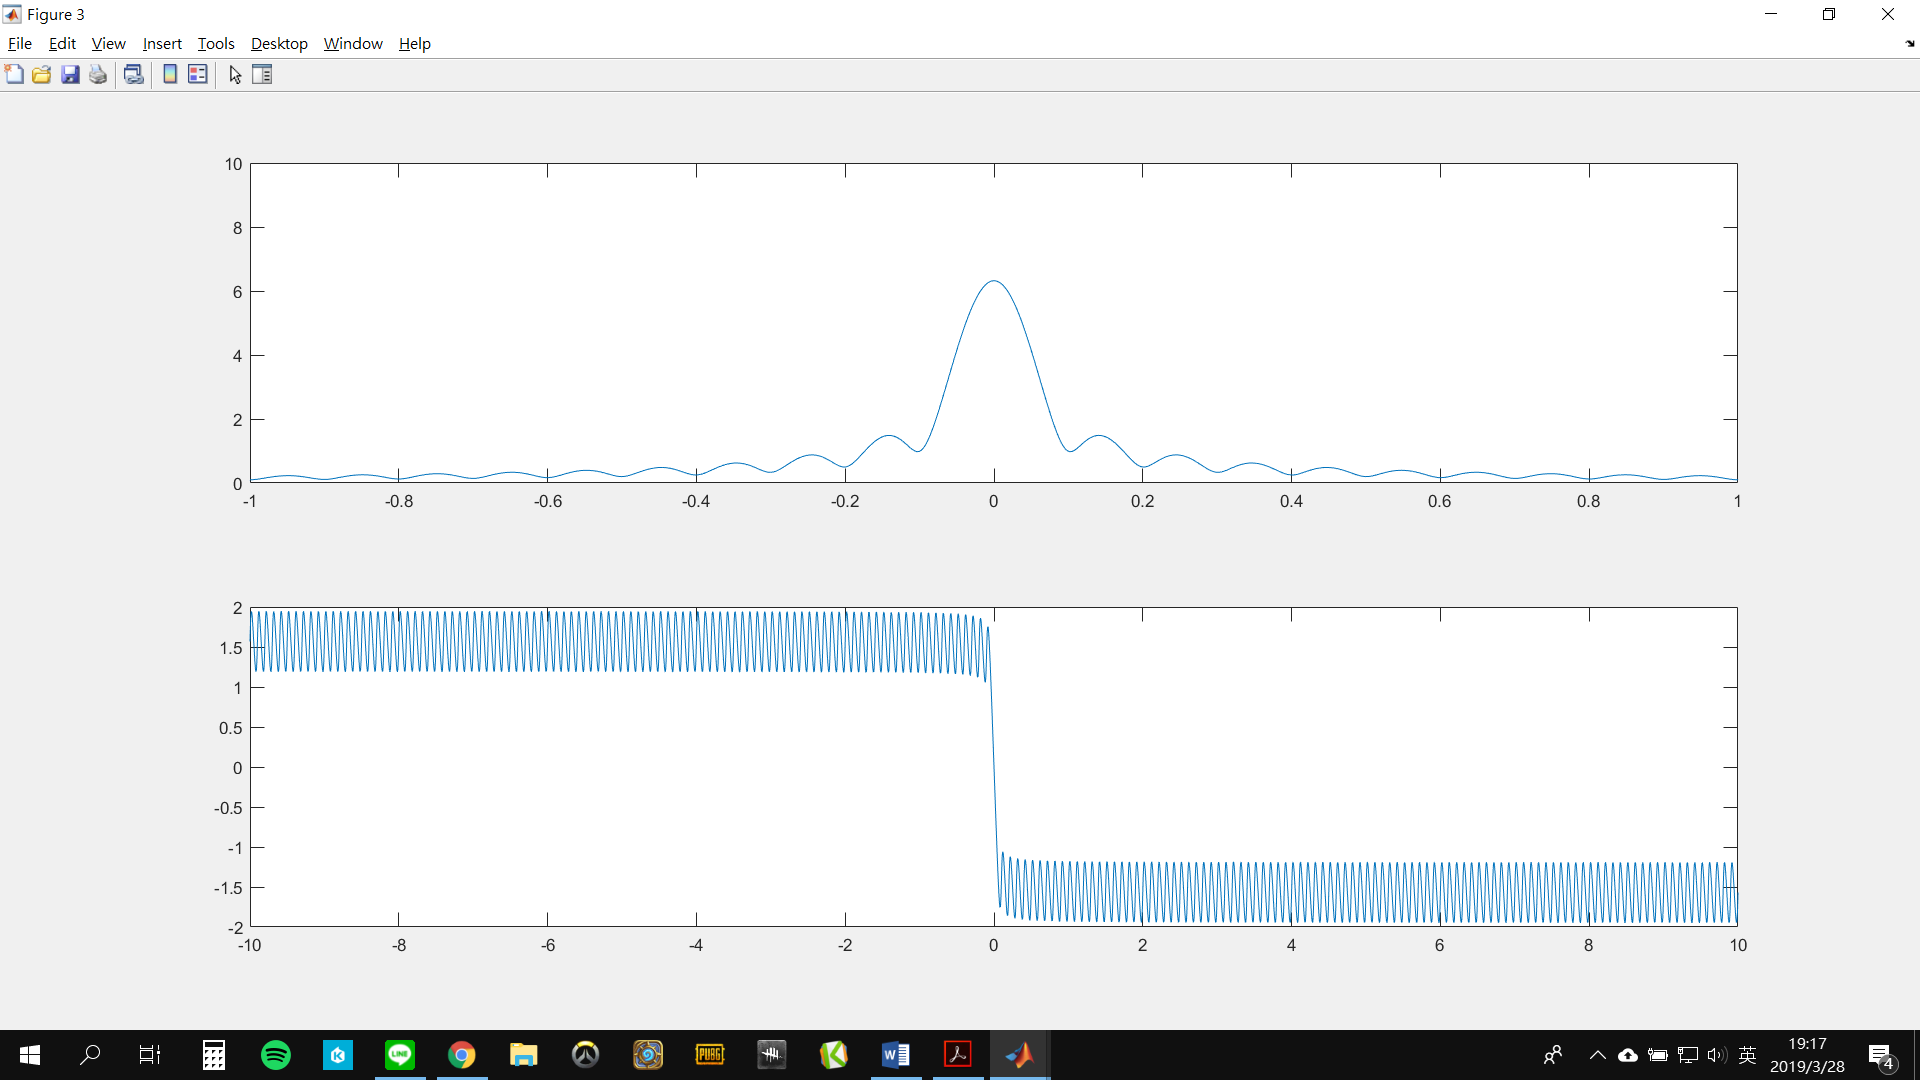 Figure 3
File Edit View Insert Tools Desktop Window Help
10
8
6
4
2
0
-1 -0.8 -0.6 -0.4 -0.2 0 0.2 0.4 0.6 0.8 1
2
1.5
1
0.5
0
-0.5
-1
-1.5
-2
-10 -8 -6 -4 -2 0 2 4 6 8 10
LINE
PUBG
W
英
19:17
2019/3/28
4